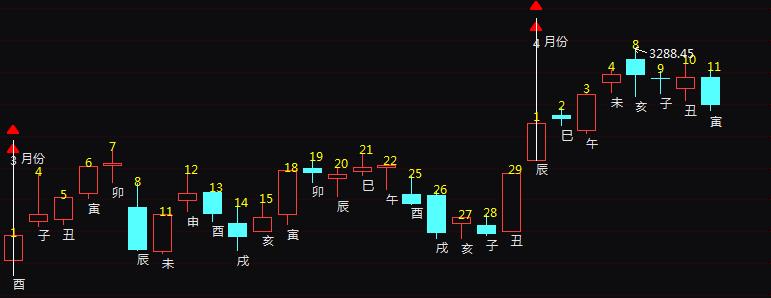 3 月份
1
酉
4
子
5
丑
6
寅
7
卯
8
辰
11
未
12
申
13
酉
14
戌
15
亥
18
寅
19
卯
20
辰
21
巳
22
午
25
酉
26
戌
27
亥
28
子
29
丑
4 月份
1
辰
2
巳
3
午
4
未
8
3288.45
亥
9
子
10
丑
11
寅